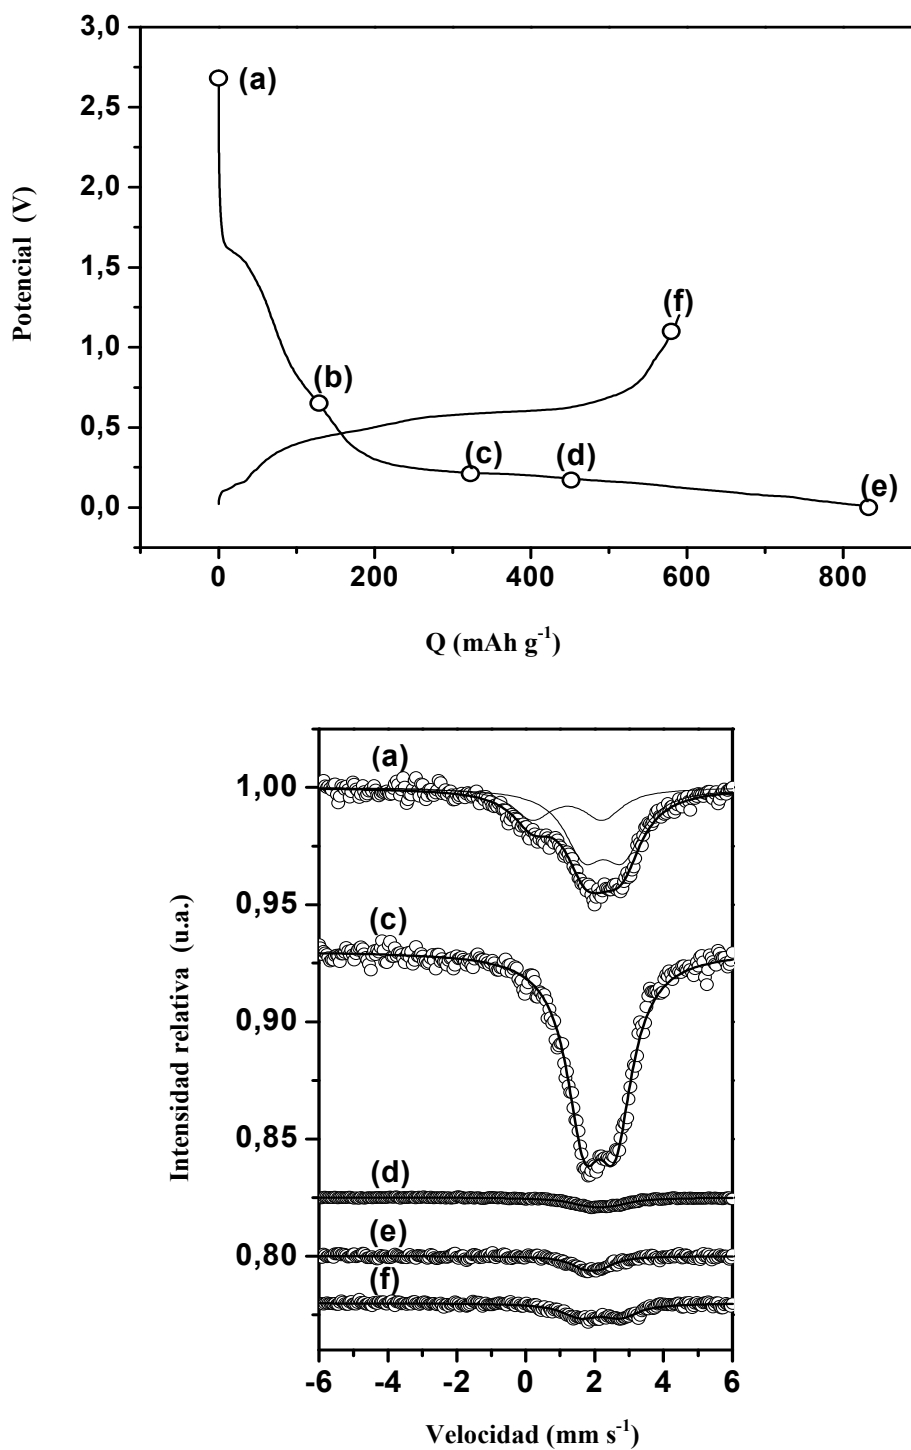 3,0
(a)
2,5
2,0
Potencial (V)
1,5
(f)
1,0
(b)
0,5
(c)
(d)
(e)
0,0
0 200 400 600 800
Q (mAh g⁻¹)
(a)
1,00
0,95
(c)
Intensidad relativa (u.a.)
0,90
0,85
(d)
(e)
0,80
(f)
-6 -4 -2 0 2 4 6
Velocidad (mm s⁻¹)